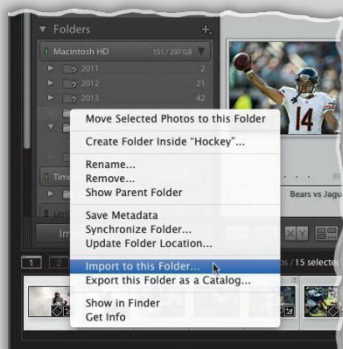 Folders
Macintosh HD 151 / 297 GB
2011 2
2012 21
2013 42
Move Selected Photos to this Folder
Create Folder Inside "Hockey"...
Rename...
Remove...
Show Parent Folder
Save Metadata
Synchronize Folder...
Update Folder Location...
Import to this Folder...
Export this Folder as a Catalog...
Show in Finder
Get Info
14
Bears vs Jagu
Im
XY
1 2
/15 selected